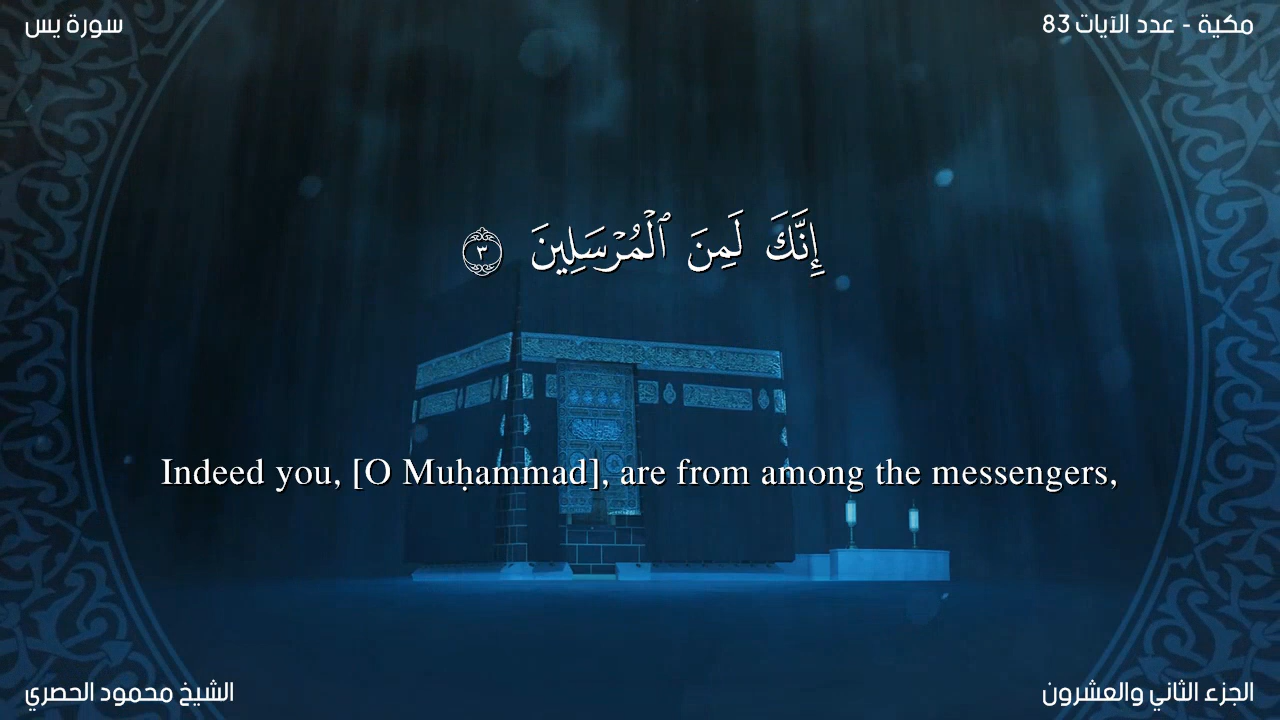 سورة يس
مكية - عدد الآيات 83
إِنَّكَ لَمِنَ ٱلْمُرْسَلِينَ ٣
Indeed you, [O Muḥammad], are from among the messengers,
الشيخ محمود الحصري
الجزء الثاني والعشرون